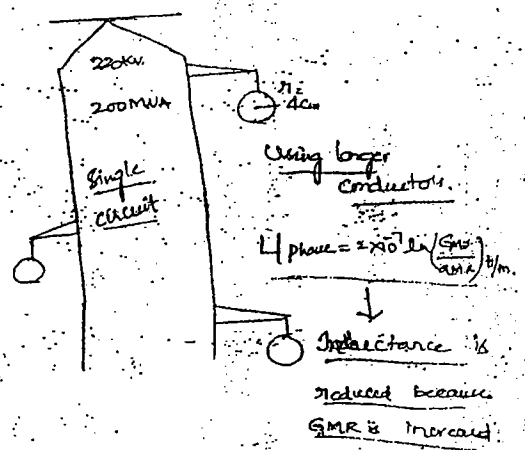 220kv.
200MWA
Single
circuit
r =
4cm
Using larger
conductors.
L/phase = 2×10⁻⁷ ln(GMD/GMR) H/m.
↓
Inductance is
reduced because
GMR is increased.